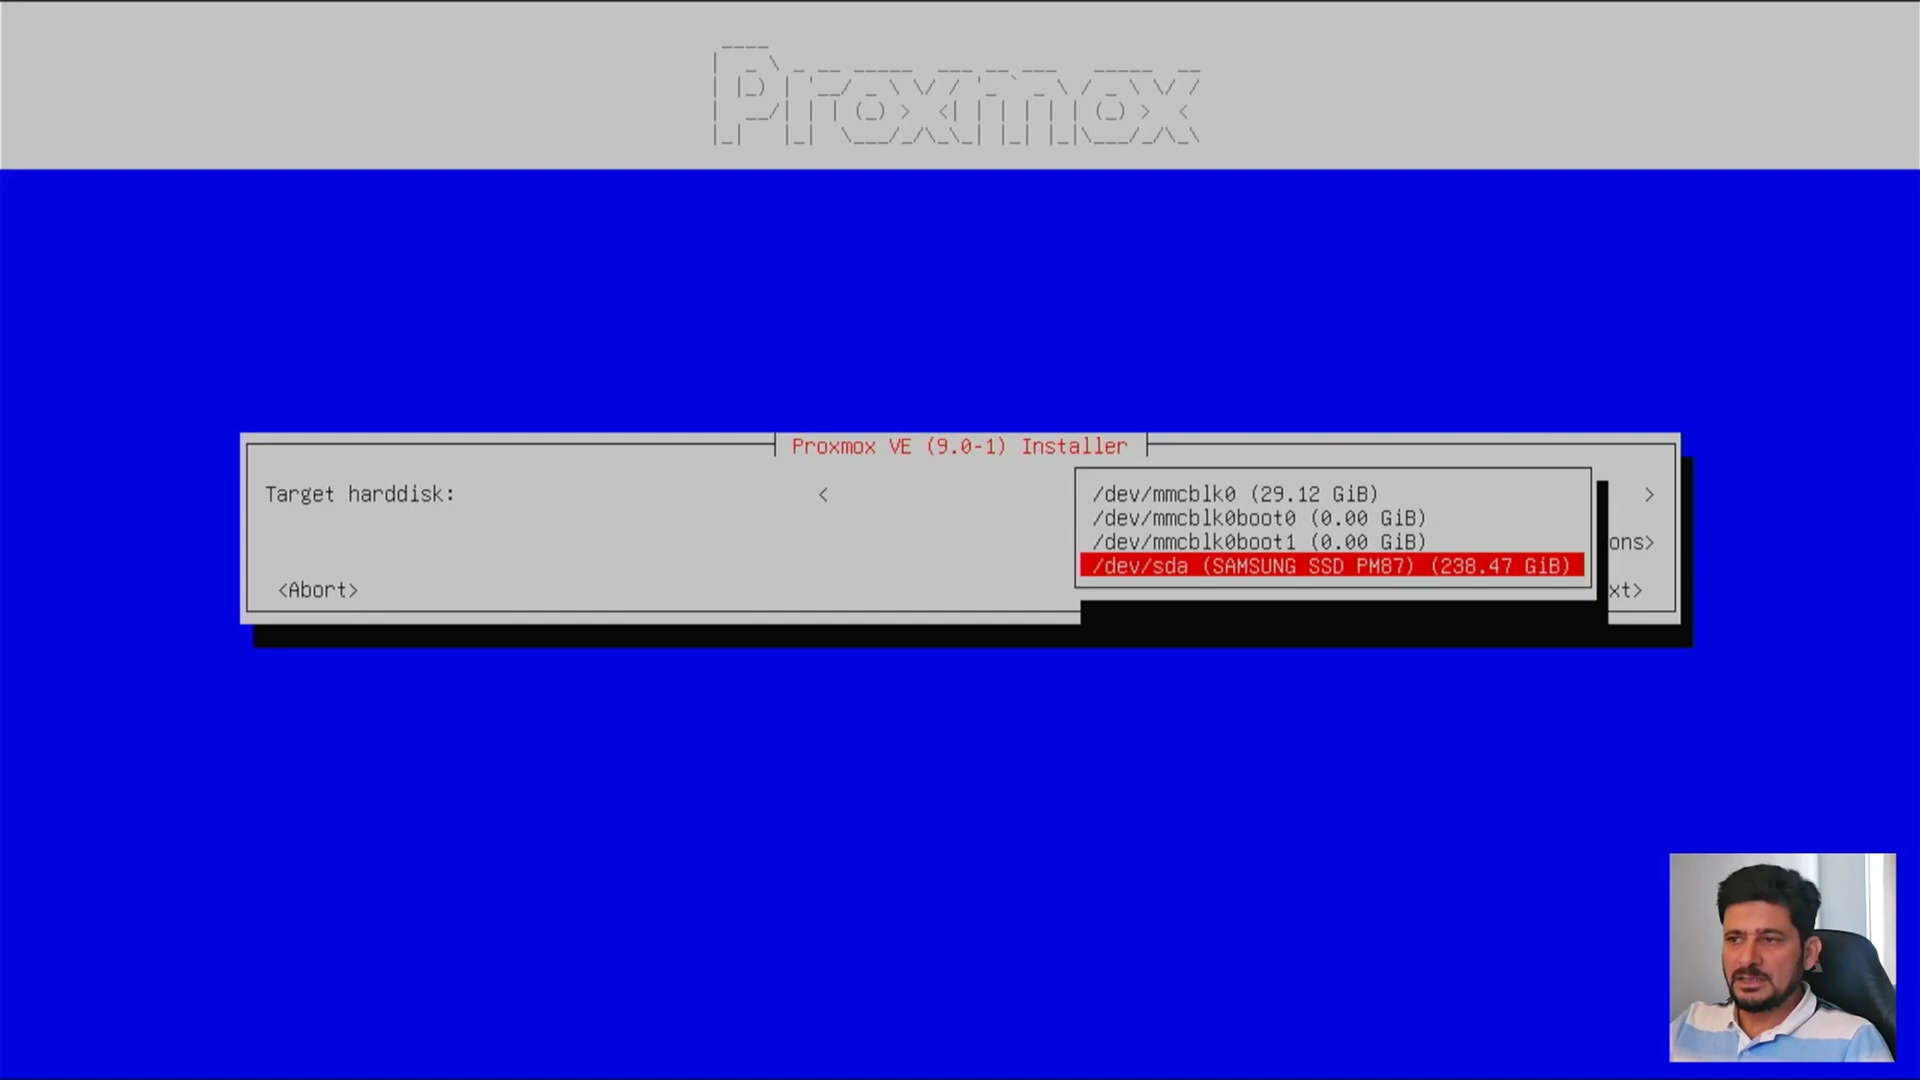 Proxmox
Proxmox VE (9.0-1) Installer
Target harddisk:
<
/dev/mmcblk0 (29.12 GiB)
>
/dev/mmcblk0boot0 (0.00 GiB)
/dev/mmcblk0boot1 (0.00 GiB)
ons>
/dev/sda (SAMSUNG SSD PM87) (238.47 GiB)
<Abort>
xt>